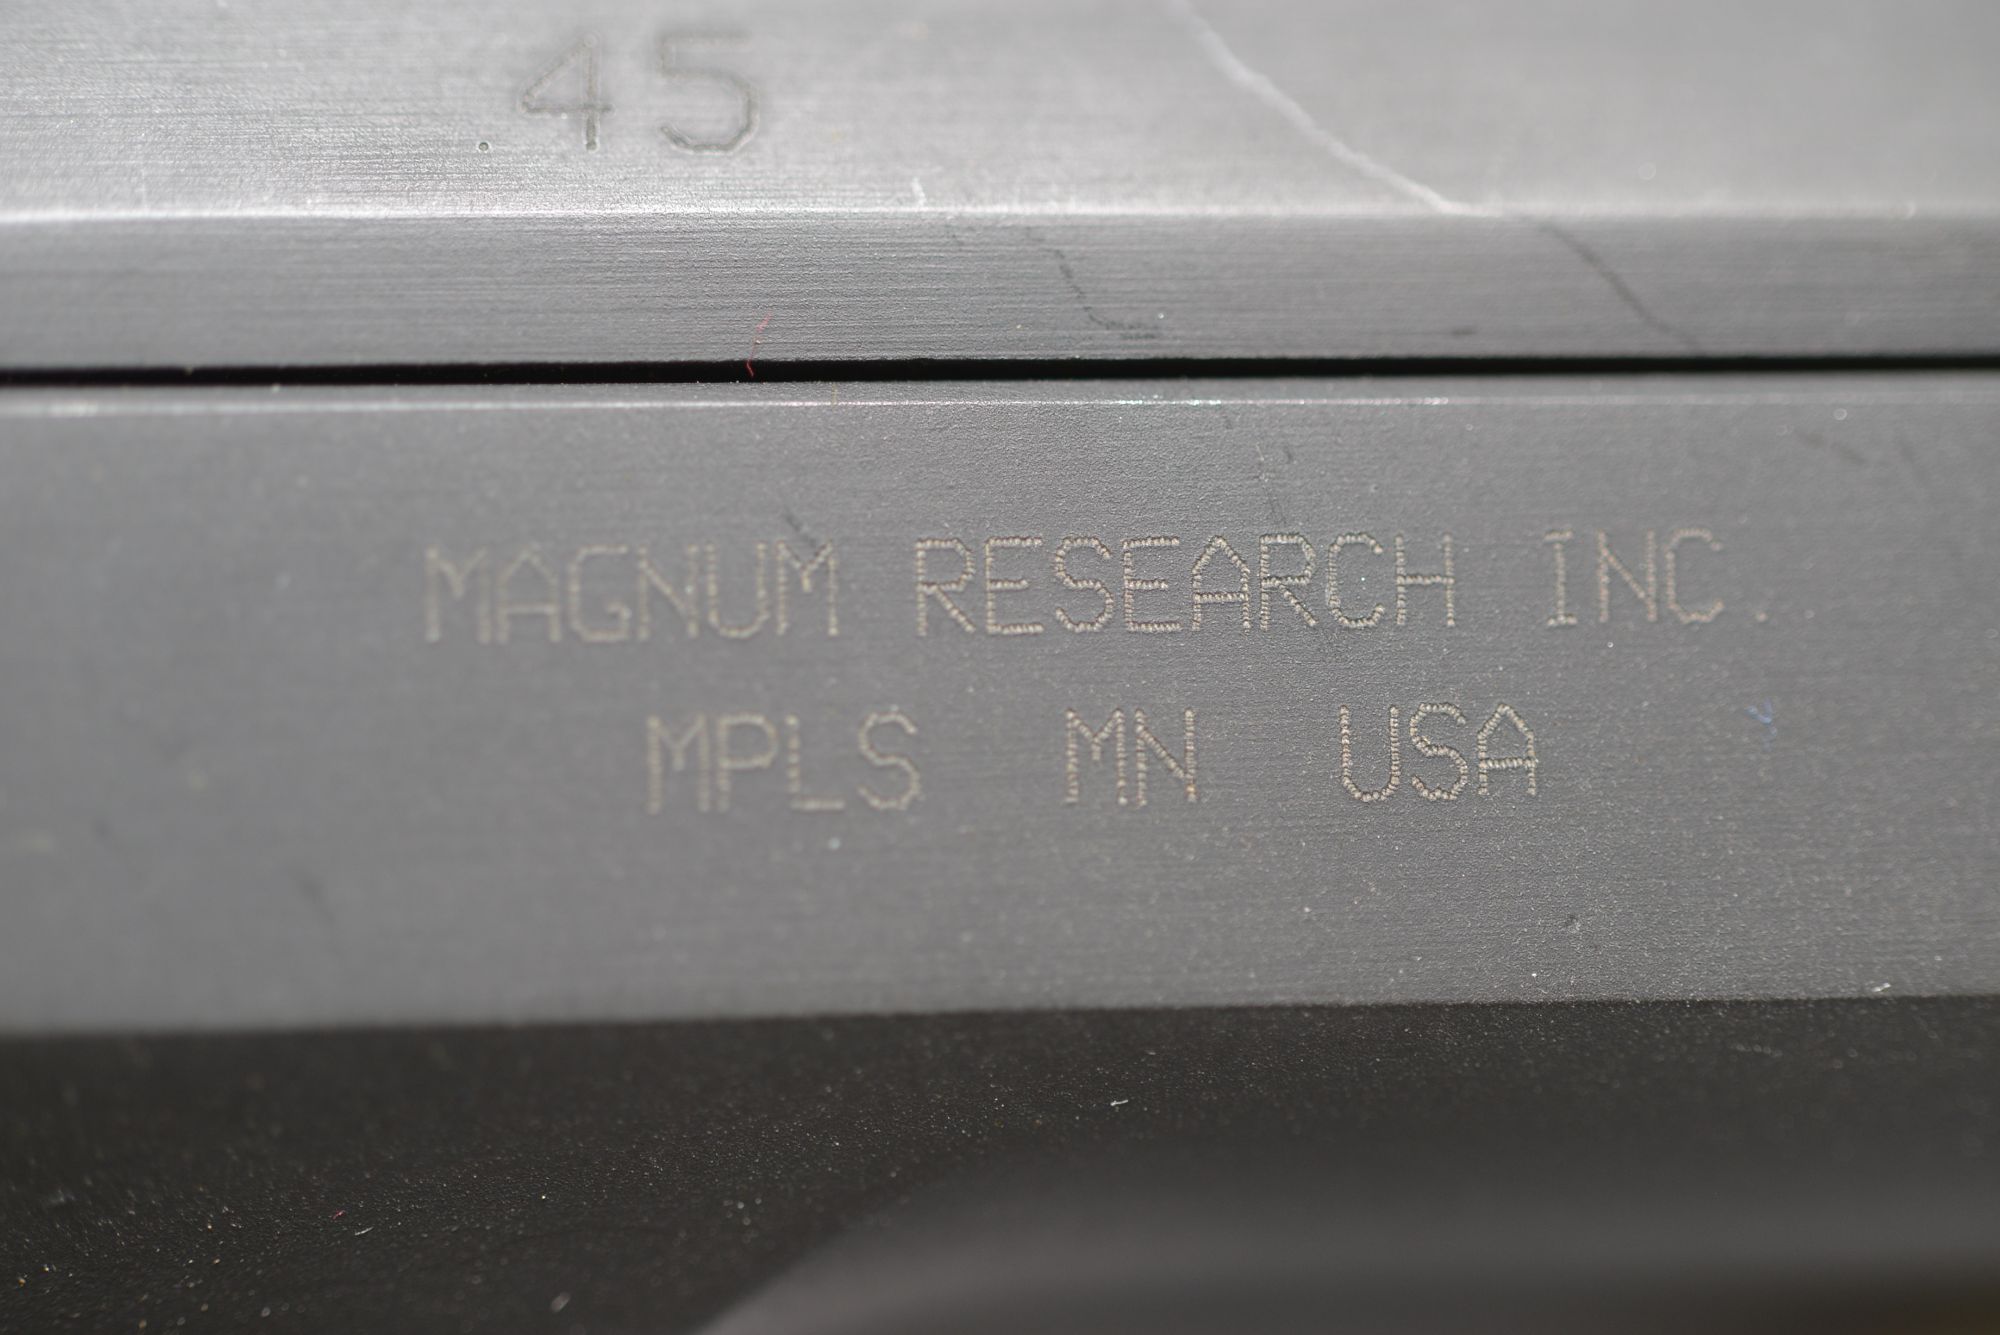 .45
MAGNUM RESEARCH INC.
MPLS MN USA